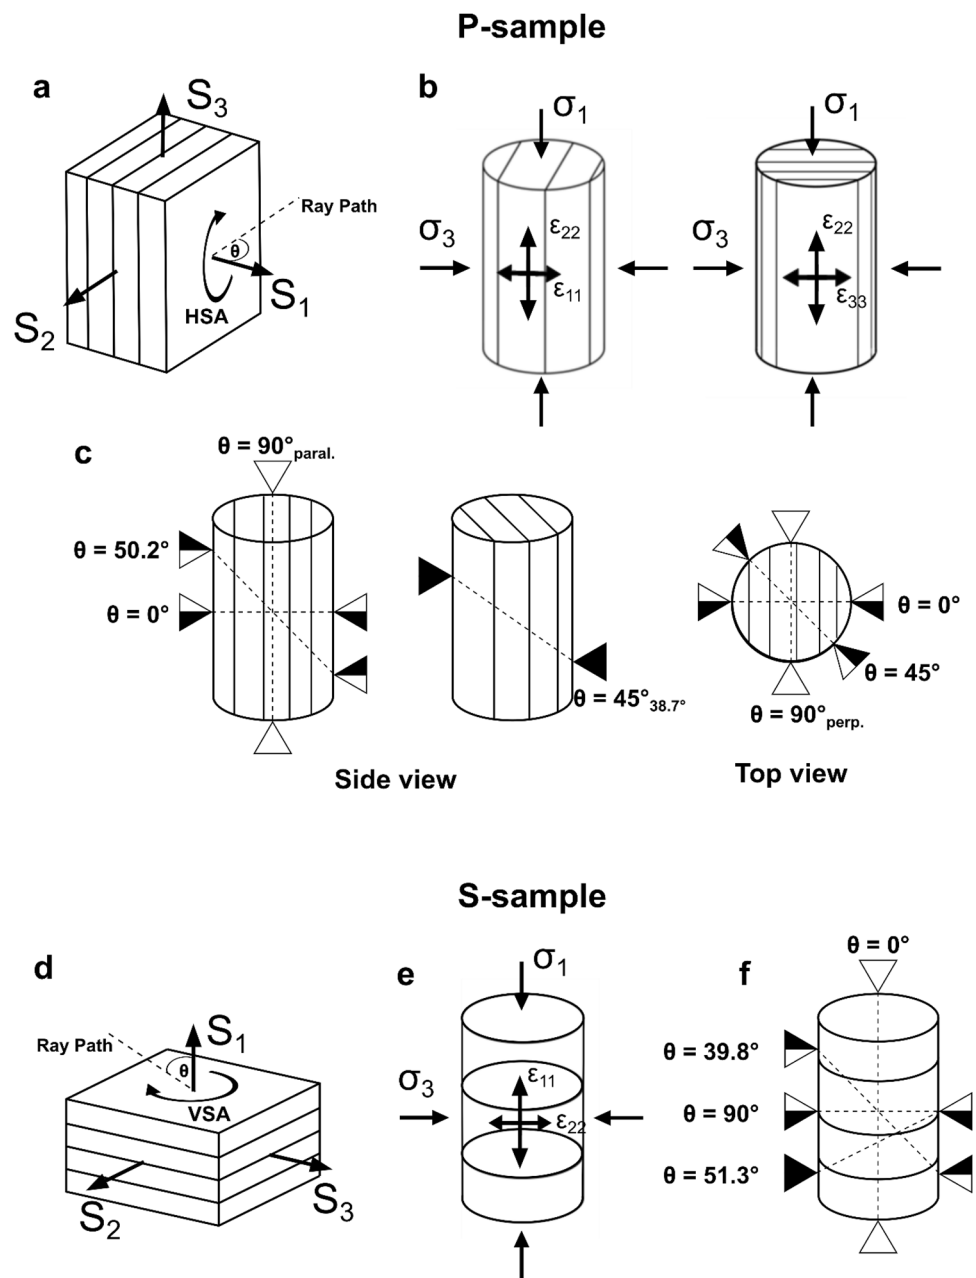 P-sample
a
S3
Ray Path
θ
S1
HSA
S2
b
σ1
σ3
ε22
ε11
σ1
σ3
ε22
ε33
c
θ = 90°paral.
θ = 50.2°
θ = 0°
θ = 45°38.7°
θ = 0°
θ = 45°
θ = 90°perp.
Side view
Top view
S-sample
d
Ray Path
S1
θ
VSA
S2
S3
e
σ1
σ3
ε11
ε22
f
θ = 0°
θ = 39.8°
θ = 90°
θ = 51.3°